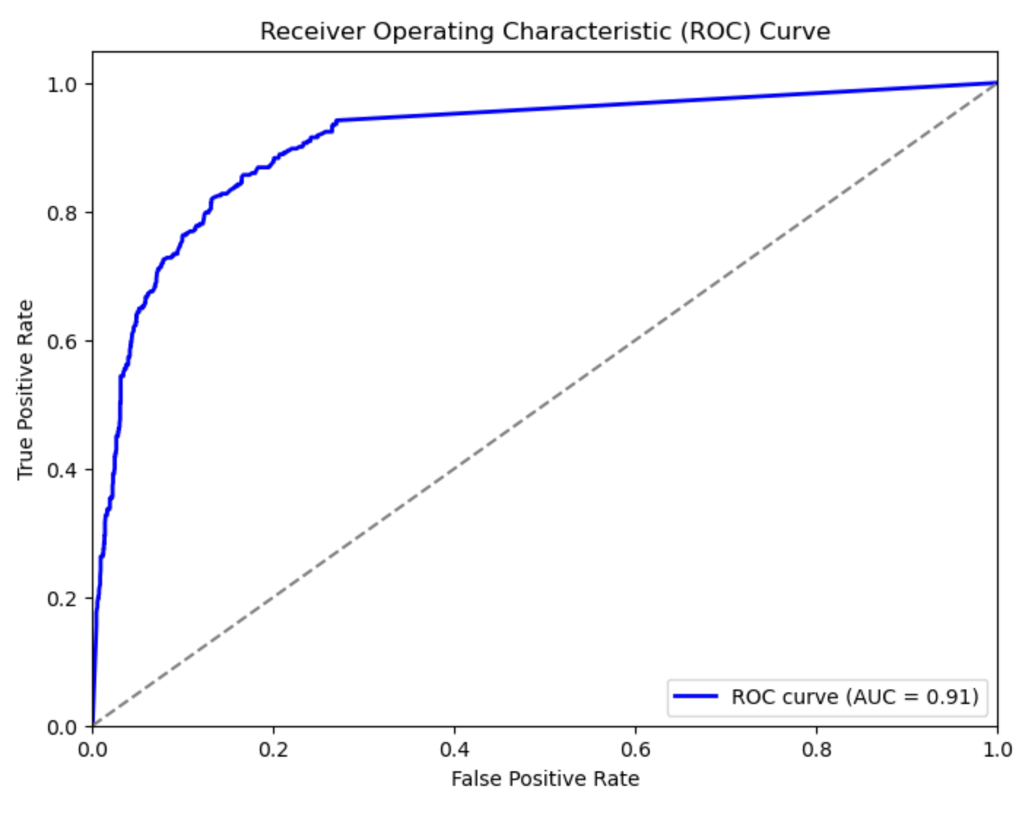 Receiver Operating Characteristic (ROC) Curve
True Positive Rate
1.0
0.8
0.6
0.4
0.2
0.0
ROC curve (AUC = 0.91)
0.0 0.2 0.4 0.6 0.8 1.0
False Positive Rate